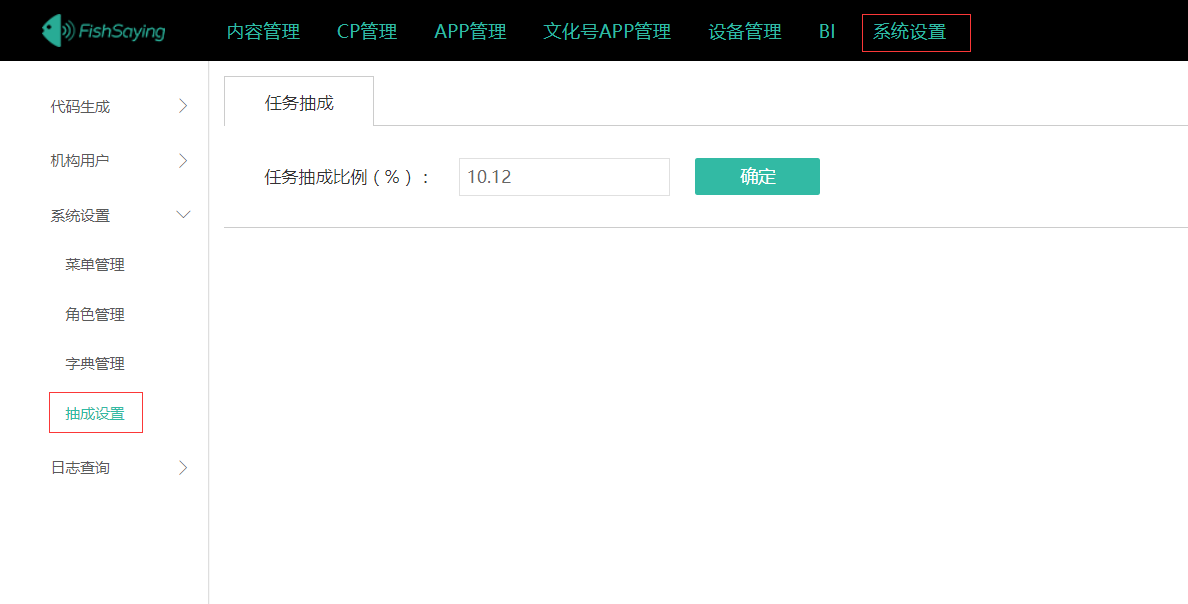 FishSaying 内容管理 CP管理 APP管理 文化号APP管理 设备管理 BI 系统设置
代码生成
机构用户
系统设置
菜单管理
角色管理
字典管理
抽成设置
日志查询
任务抽成
任务抽成比例（%）： 10.12 确定